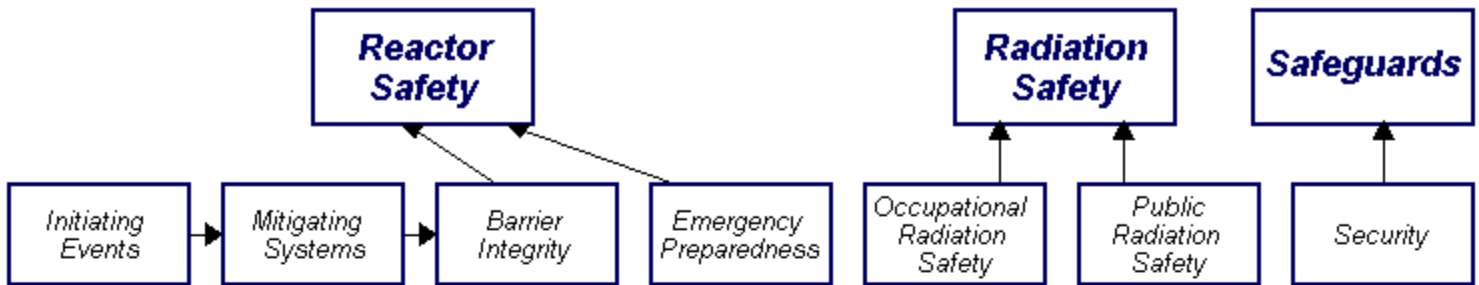 Reactor
Safety
Radiation
Safety
Safeguards
Initiating
Events
Mitigating
Systems
Barrier
Integrity
Emergency
Preparedness
Occupational
Radiation
Safety
Public
Radiation
Safety
Security